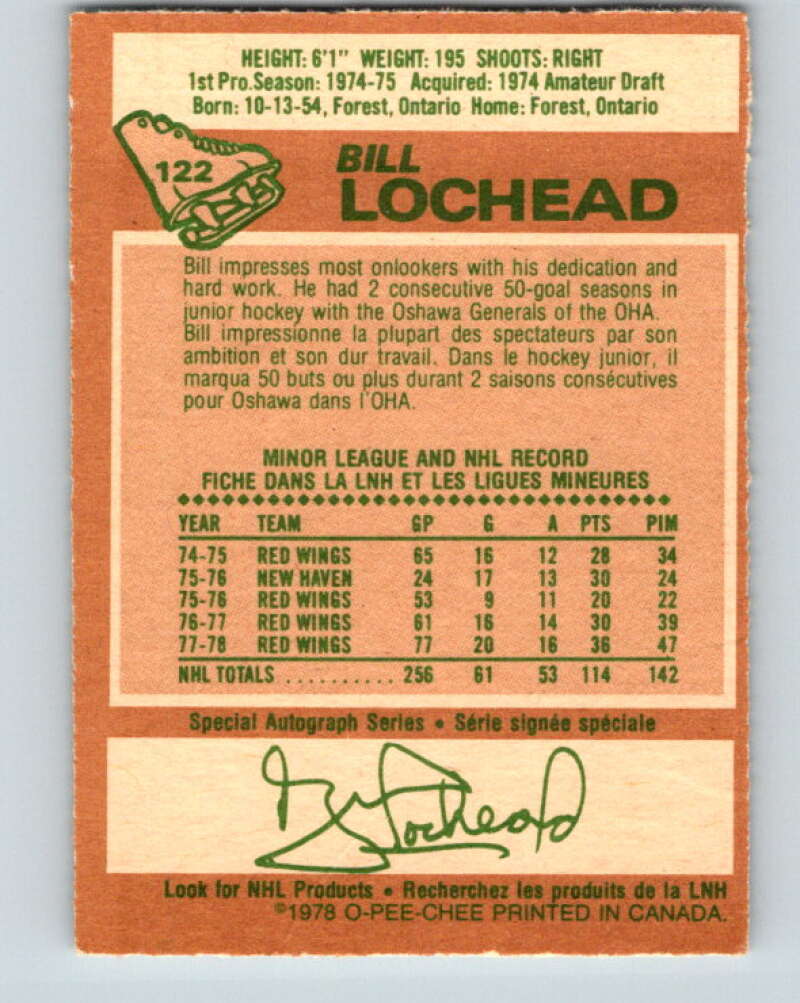 HEIGHT: 6'1" WEIGHT: 195 SHOOTS: RIGHT
1st Pro.Season: 1974-75 Acquired: 1974 Amateur Draft
Born: 10-13-54, Forest, Ontario Home: Forest, Ontario
122
BILL
LOCHEAD
Bill impresses most onlookers with his dedication and
hard work. He had 2 consecutive 50-goal seasons in
junior hockey with the Oshawa Generals of the OHA.
Bill impressionne la plupart des spectateurs par son
ambition et son dur travail. Dans le hockey junior, il
marqua 50 buts ou plus durant 2 saisons consécutives
pour Oshawa dans l'OHA.
MINOR LEAGUE AND NHL RECORD
FICHE DANS LA LNH ET LES LIGUES MINEURES
YEAR TEAM GP G A PTS PIM
74-75 RED WINGS 65 16 12 28 34
75-76 NEW HAVEN 24 17 13 30 24
75-76 RED WINGS 53 9 11 20 22
76-77 RED WINGS 61 16 14 30 39
77-78 RED WINGS 77 20 16 36 47
NHL TOTALS .......... 256 61 53 114 142
Special Autograph Series • Série signée spéciale
Bill Lochead
Look for NHL Products • Recherchez les produits de la LNH
©1978 O-PEE-CHEE PRINTED IN CANADA.